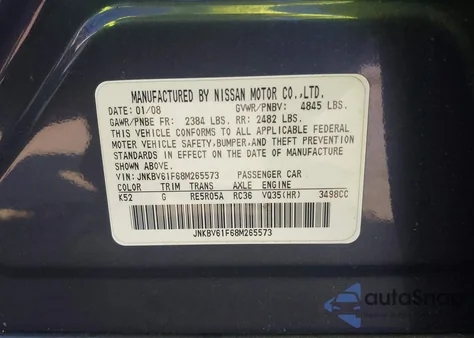 MANUFACTURED BY NISSAN MOTOR CO.,LTD.
DATE: 01/08 GVWR/PNBV: 4845 LBS.
GAWR/PNBE FR: 2384 LBS. RR: 2482 LBS.
THIS VEHICLE CONFORMS TO ALL APPLICABLE FEDERAL
MOTOR VEHICLE SAFETY,BUMPER,AND THEFT PREVENTION
STANDARDS IN EFFECT ON THE DATE OF MANUFACTURE
SHOWN ABOVE.
VIN: JNKBV61F68M265573 PASSENGER CAR
COLOR TRIM TRANS AXLE ENGINE
K52 G RE5R05A RC36 VQ35(HR) 3498CC
JNKBV61F68M265573
autoSnap